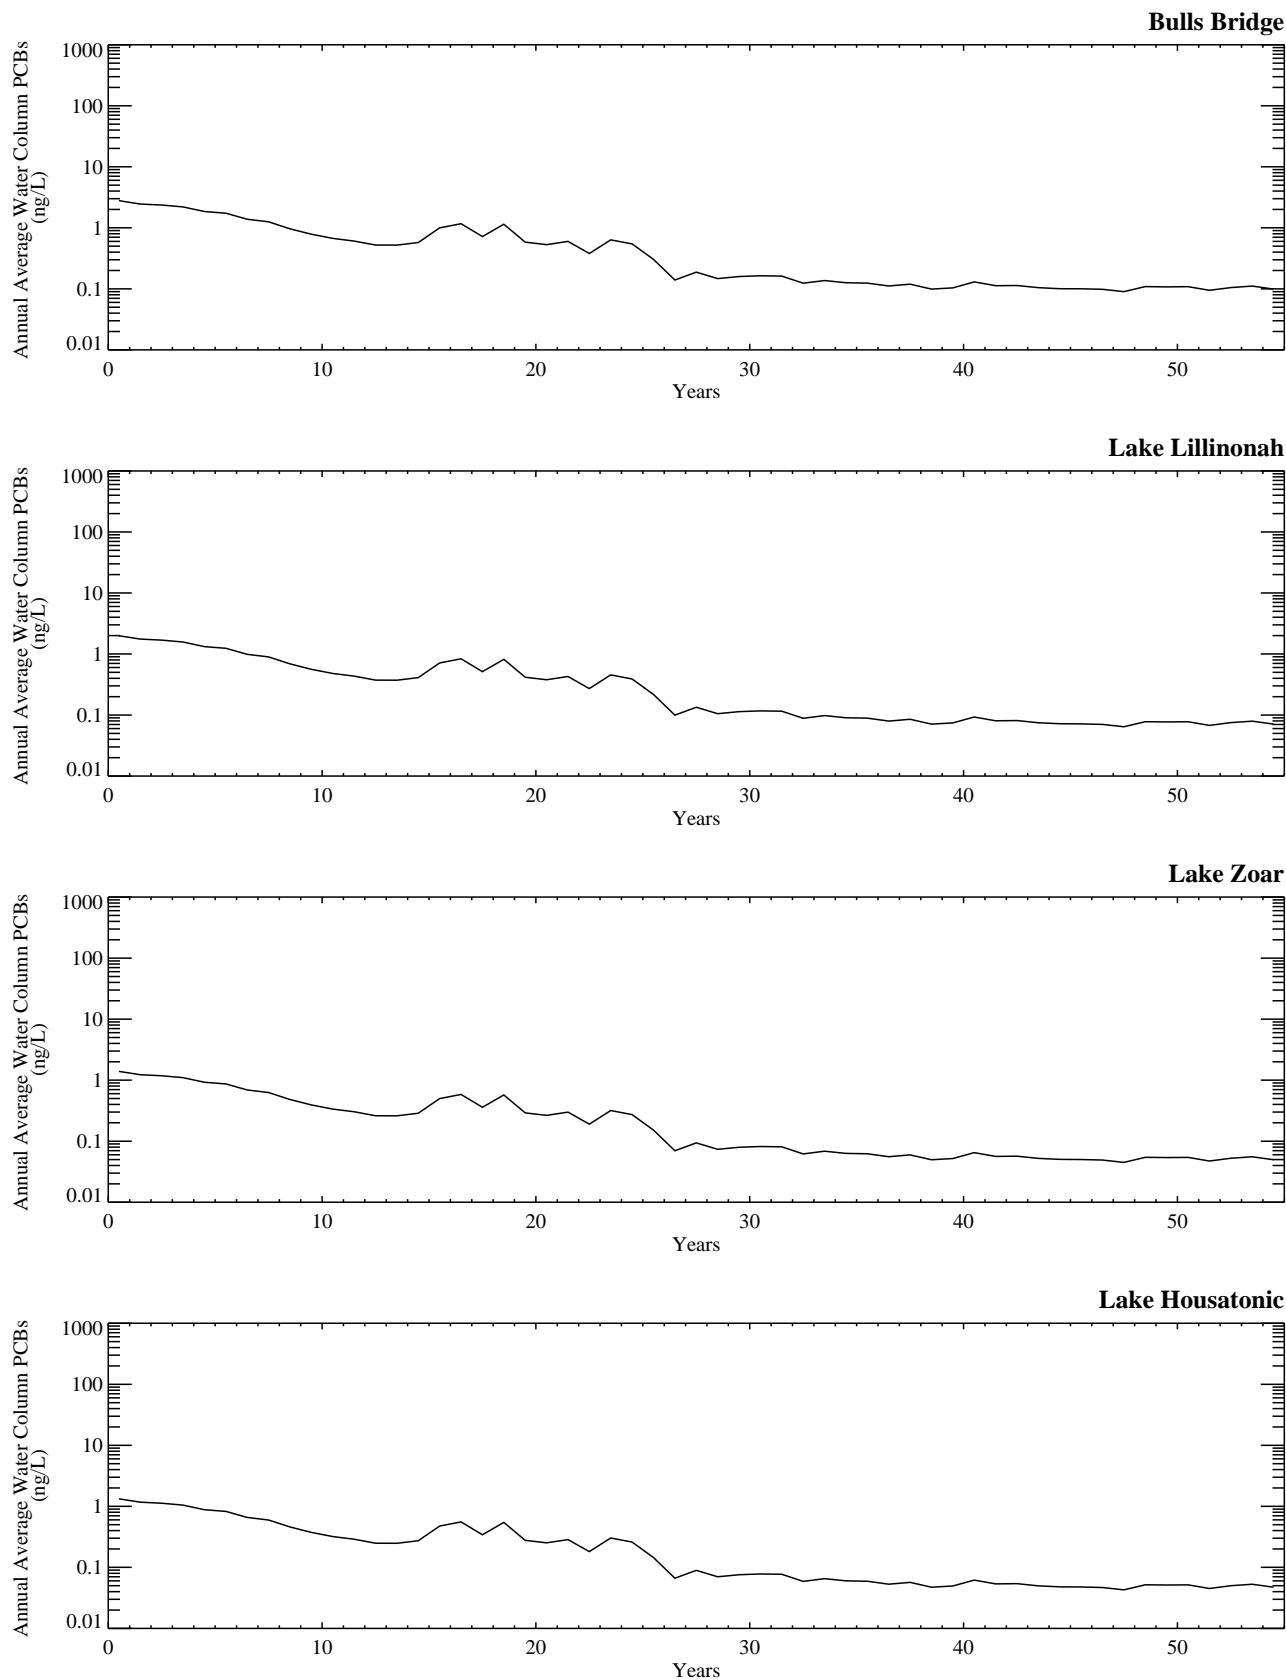 Bulls Bridge
Annual Average Water Column PCBs
(ng/L)
1000
100
10
1
0.1
0.01
0 10 20 30 40 50
Years
Lake Lillinonah
Annual Average Water Column PCBs
(ng/L)
1000
100
10
1
0.1
0.01
0 10 20 30 40 50
Years
Lake Zoar
Annual Average Water Column PCBs
(ng/L)
1000
100
10
1
0.1
0.01
0 10 20 30 40 50
Years
Lake Housatonic
Annual Average Water Column PCBs
(ng/L)
1000
100
10
1
0.1
0.01
0 10 20 30 40 50
Years